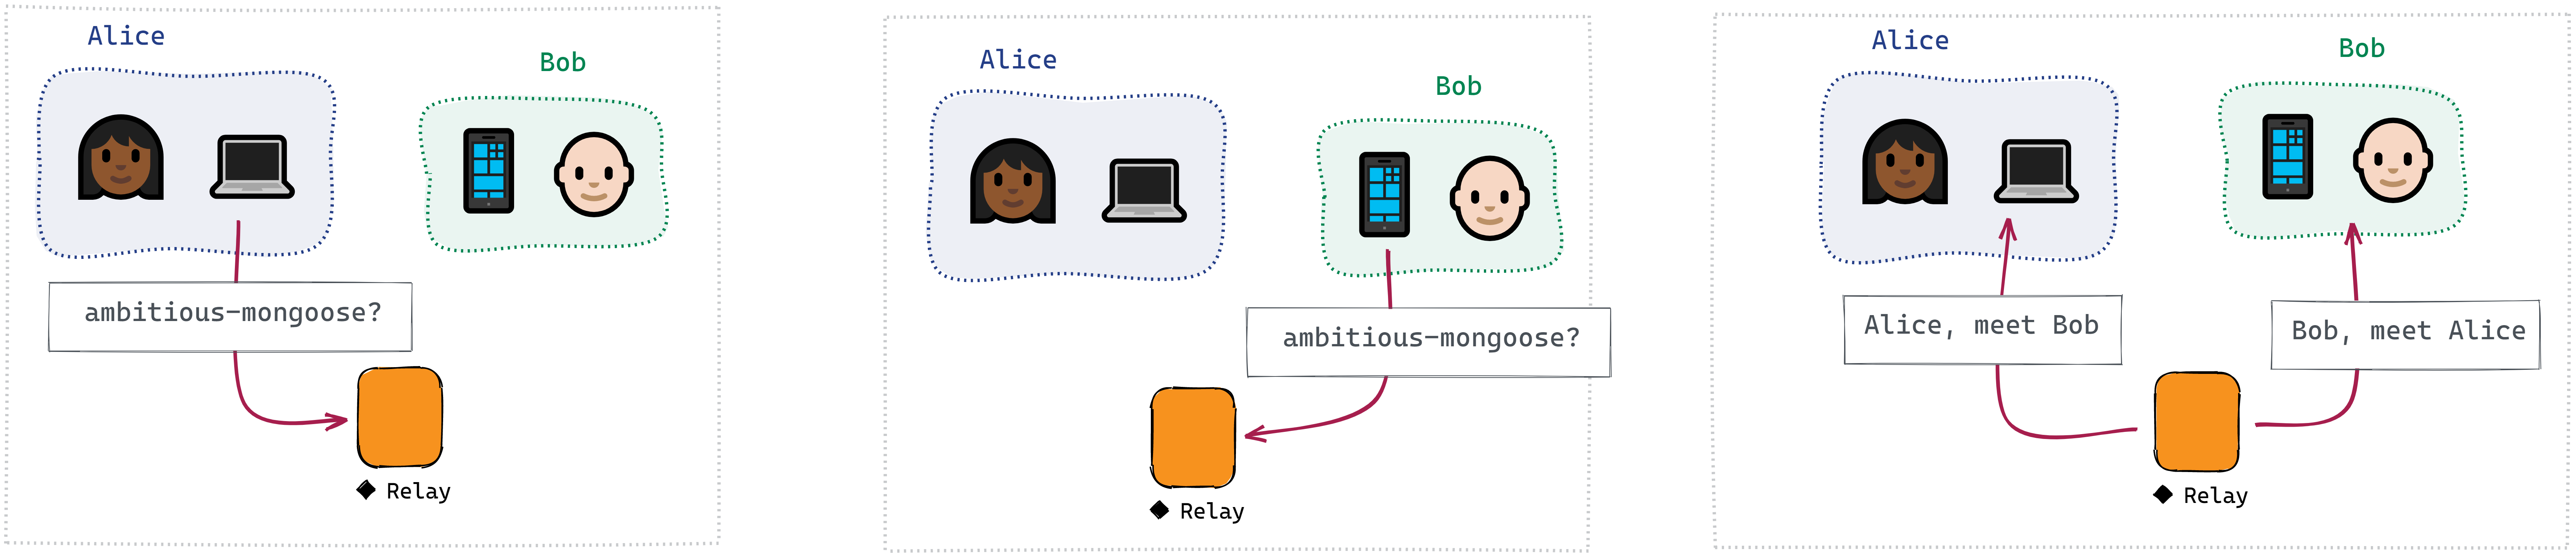 Alice
Bob
ambitious-mongoose?
◆ Relay
Alice
Bob
ambitious-mongoose?
◆ Relay
Alice
Bob
Alice, meet Bob
Bob, meet Alice
◆ Relay